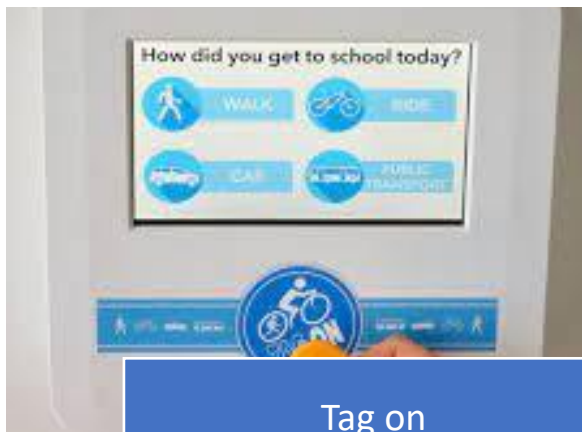 How did you get to school today?
WALK
RIDE
CAR
PUBLIC
TRANSPORT
Tag on